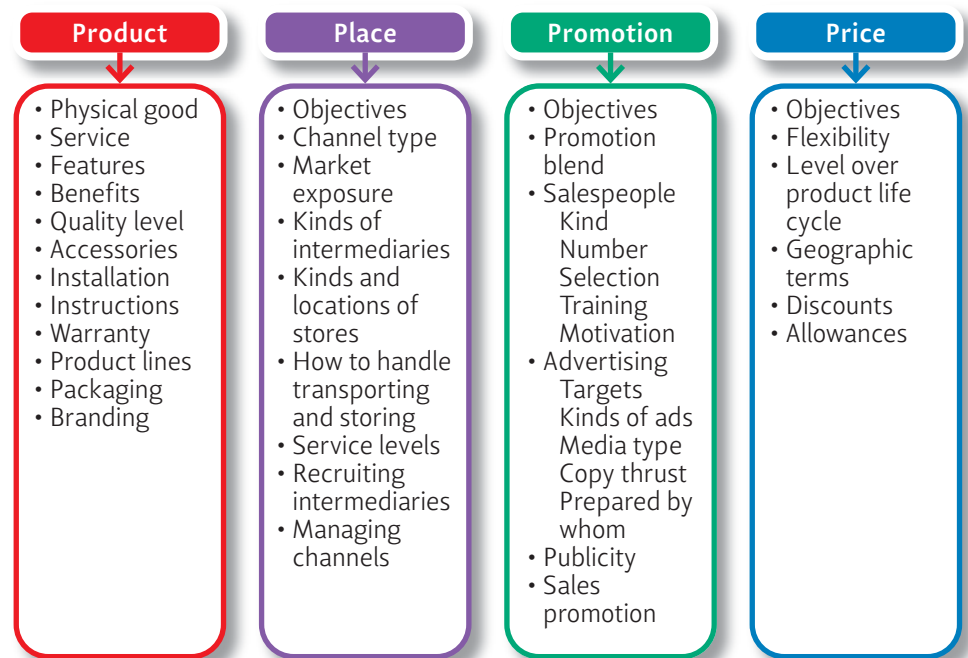 Product
• Physical good
• Service
• Features
• Benefits
• Quality level
• Accessories
• Installation
• Instructions
• Warranty
• Product lines
• Packaging
• Branding
Place
• Objectives
• Channel type
• Market
exposure
• Kinds of
intermediaries
• Kinds and
locations of
stores
• How to handle
transporting
and storing
• Service levels
• Recruiting
intermediaries
• Managing
channels
Promotion
• Objectives
• Promotion
blend
• Salespeople
Kind
Number
Selection
Training
Motivation
• Advertising
Targets
Kinds of ads
Media type
Copy thrust
Prepared by
whom
• Publicity
• Sales
promotion
Price
• Objectives
• Flexibility
• Level over
product life
cycle
• Geographic
terms
• Discounts
• Allowances